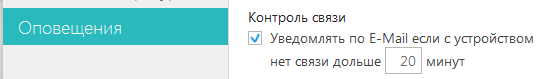 Оповещения
Контроль связи
Уведомлять по E-Mail если с устройством
нет связи дольше 20 минут